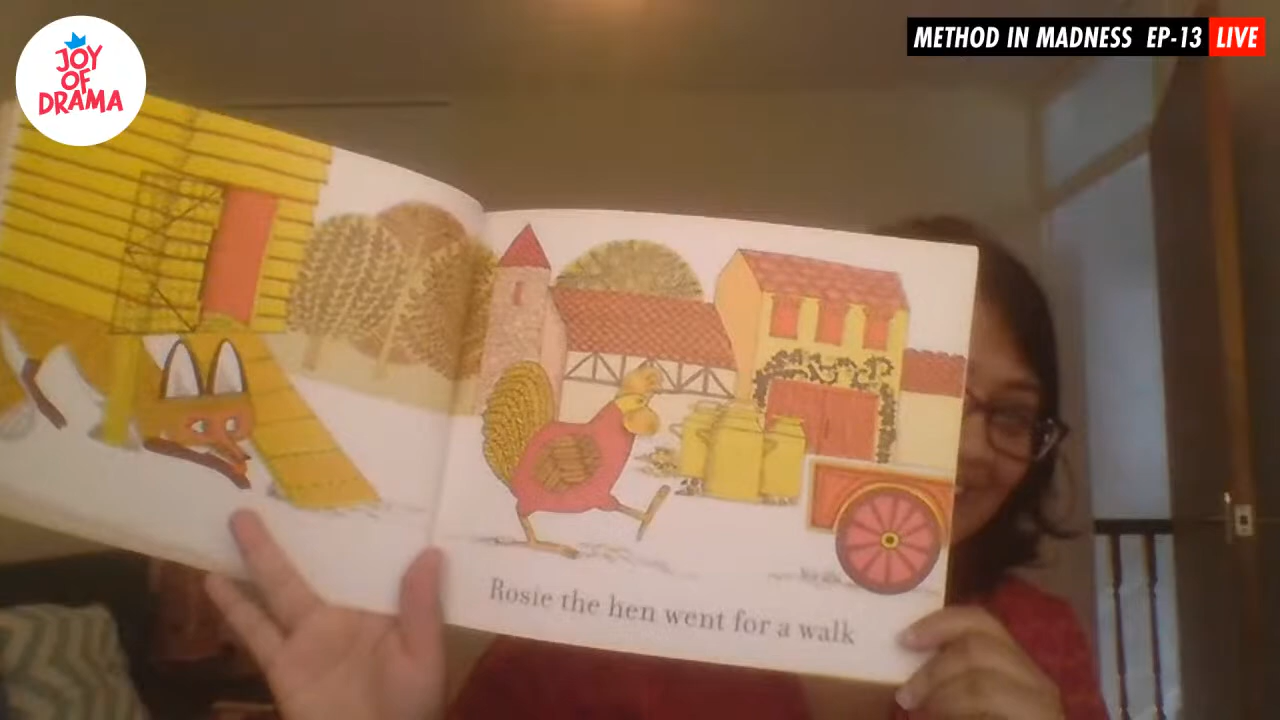 JOY
OF
DRAMA
METHOD IN MADNESS EP-13 LIVE
Rosie the hen went for a walk